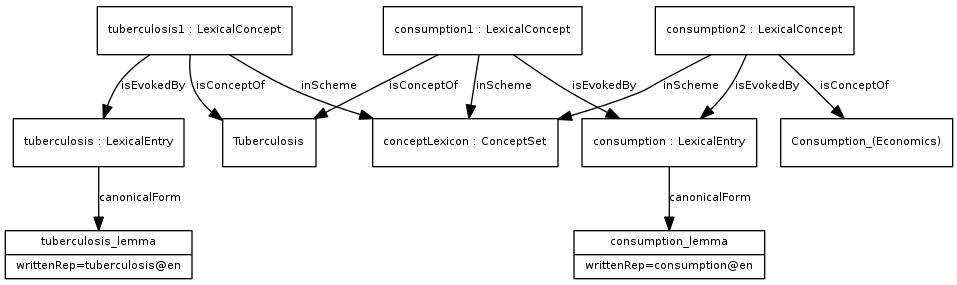 tuberculosis1 : LexicalConcept
consumption1 : LexicalConcept
consumption2 : LexicalConcept
isEvokedBy
isConceptOf
inScheme
isConceptOf
inScheme
isEvokedBy
inScheme
isEvokedBy
isConceptOf
tuberculosis : LexicalEntry
Tuberculosis
conceptLexicon : ConceptSet
consumption : LexicalEntry
Consumption_(Economics)
canonicalForm
canonicalForm
tuberculosis_lemma
writtenRep=tuberculosis@en
consumption_lemma
writtenRep=consumption@en